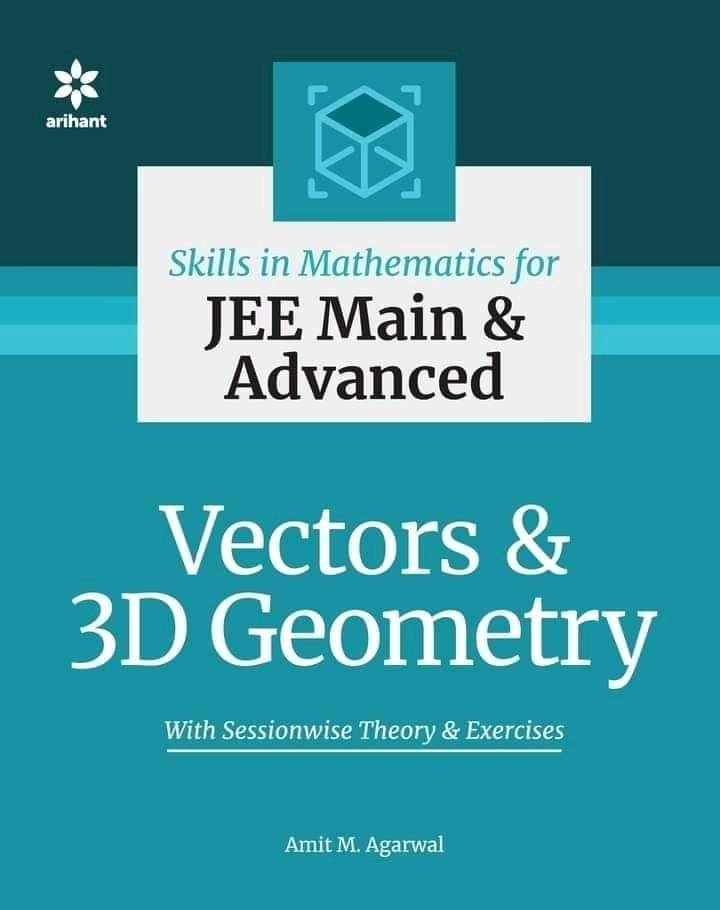 arihant
Skills in Mathematics for
JEE Main &
Advanced
Vectors &
3D Geometry
With Sessionwise Theory & Exercises
Amit M. Agarwal